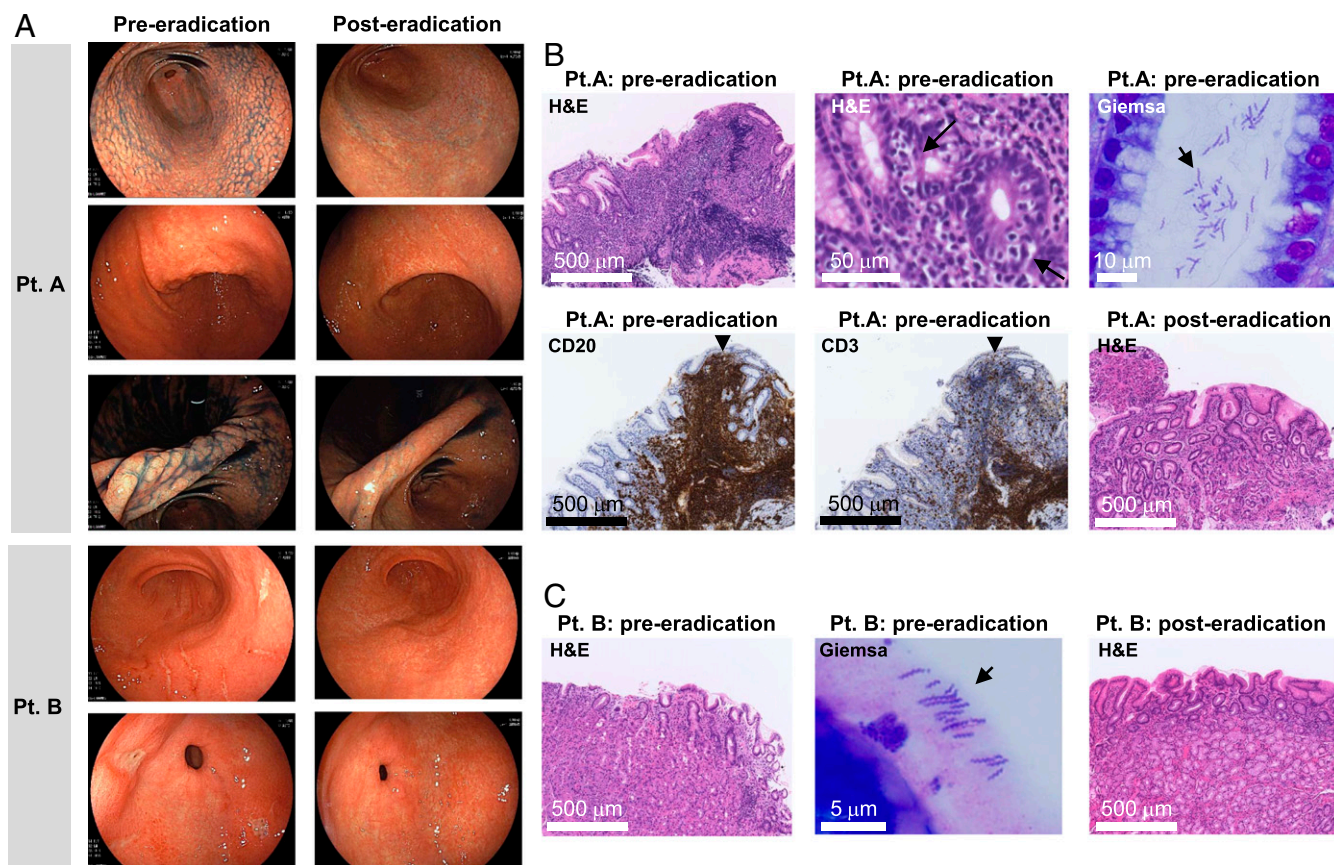 A
Pre-eradication
Post-eradication
Pt. A
Pt. B
B
Pt.A: pre-eradication
H&E
500 μm
Pt.A: pre-eradication
H&E
50 μm
Pt.A: pre-eradication
Giemsa
10 μm
Pt.A: pre-eradication
CD20
500 μm
Pt.A: pre-eradication
CD3
500 μm
Pt.A: post-eradication
H&E
500 μm
C
Pt. B: pre-eradication
H&E
500 μm
Pt. B: pre-eradication
Giemsa
5 μm
Pt. B: post-eradication
H&E
500 μm